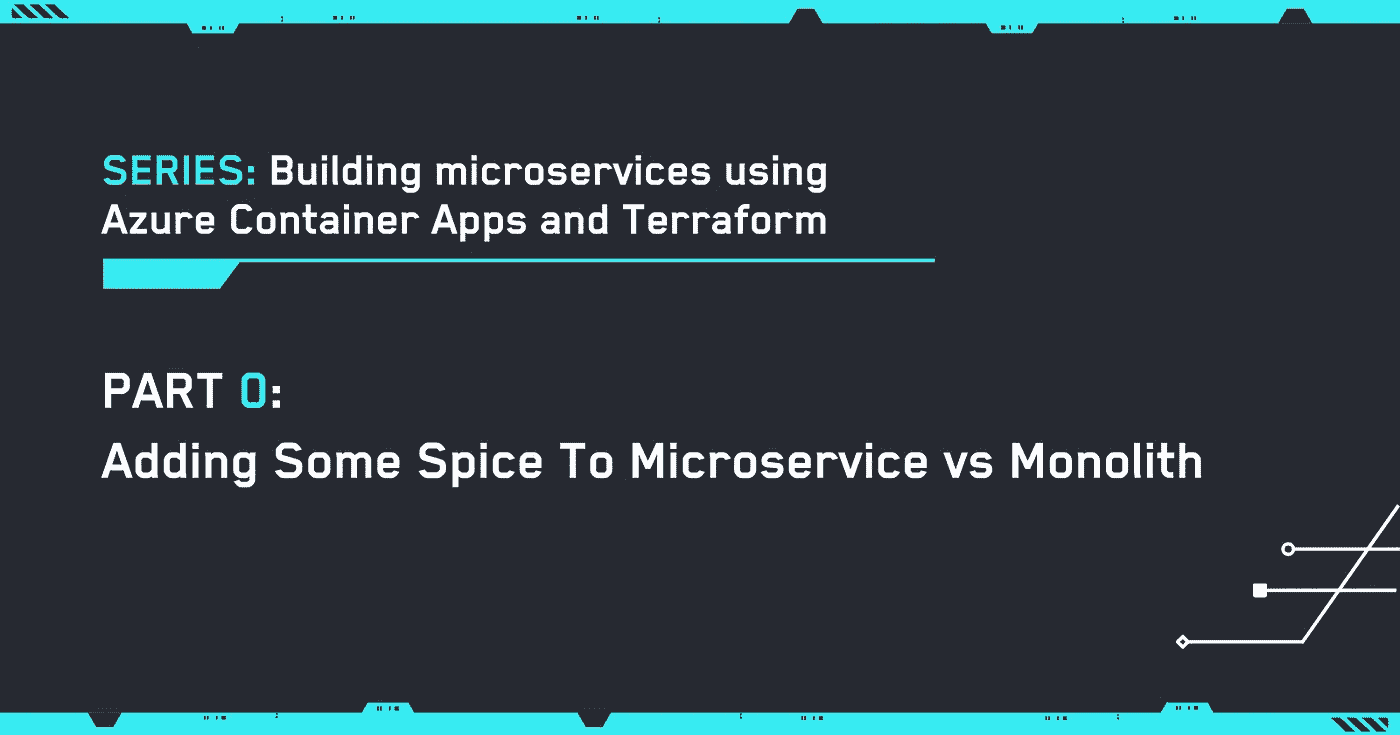 SERIES: Building microservices using
Azure Container Apps and Terraform
PART 0:
Adding Some Spice To Microservice vs Monolith